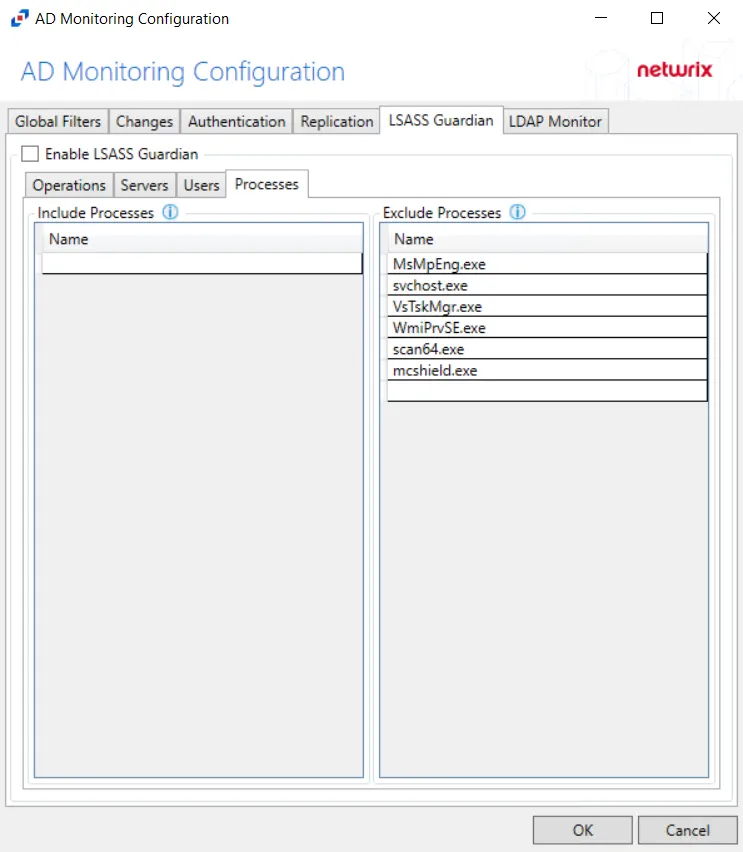 AD Monitoring Configuration
AD Monitoring Configuration
netwrix
Global Filters Changes Authentication Replication LSASS Guardian LDAP Monitor
Enable LSASS Guardian
Operations Servers Users Processes
Include Processes
Name
Exclude Processes
Name
MsMpEng.exe
svchost.exe
VsTskMgr.exe
WmiPrvSE.exe
scan64.exe
mcshield.exe
OK Cancel